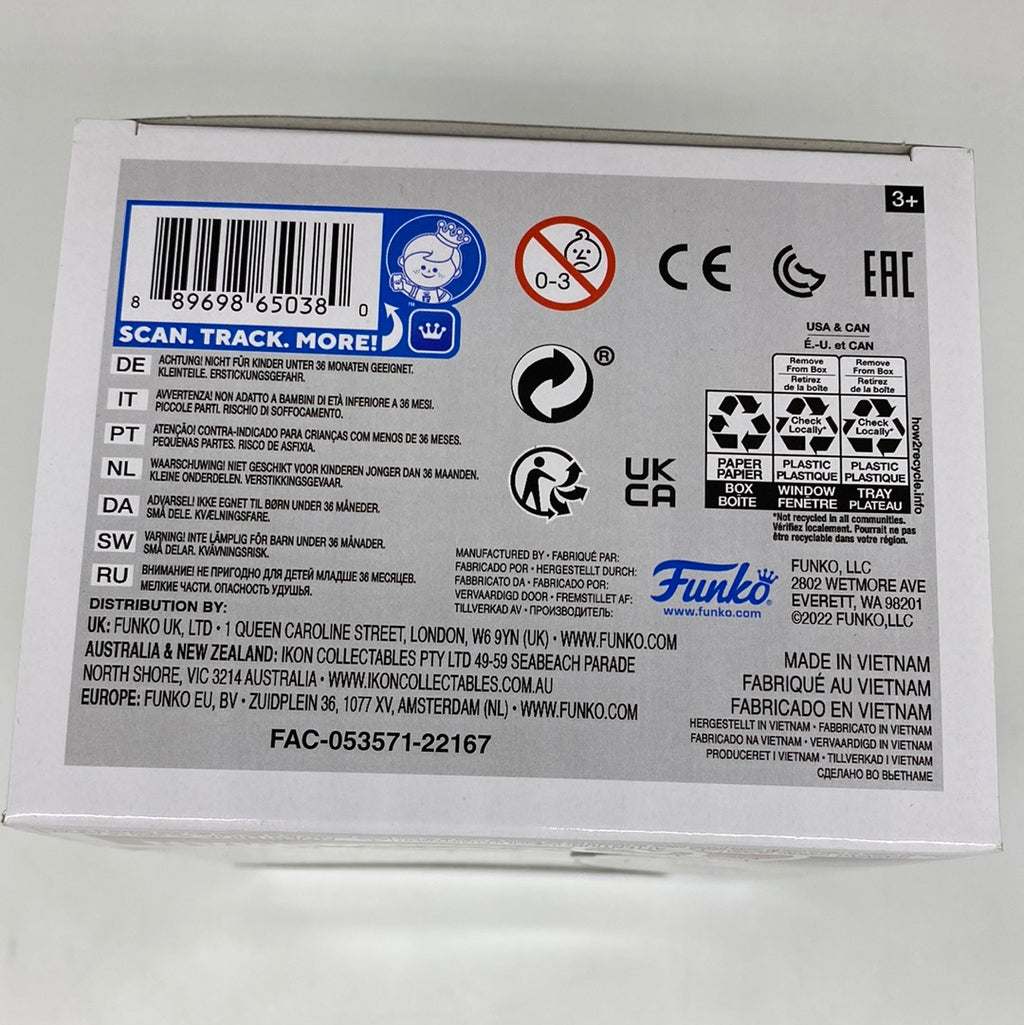 3+
8 89698 65038 0
SCAN. TRACK. MORE!
™
0-3
CE
EAC
®
USA & CAN
É.-U. et CAN
Remove From Box
Retirez de la boîte
Remove From Box
Retirez de la boîte
Check Locally*
Check Locally*
PAPER
PAPIER
PLASTIC
PLASTIQUE
PLASTIC
PLASTIQUE
BOX
BOÎTE
WINDOW
FENÊTRE
TRAY
PLATEAU
how2recycle.info
*Not recycled in all communities.
Vérifiez localement. Pourrait ne pas
être recyclable dans votre région.
UK
CA
DE ACHTUNG! NICHT FÜR KINDER UNTER 36 MONATEN GEEIGNET.
KLEINTEILE. ERSTICKUNGSGEFAHR.
IT AVVERTENZA! NON ADATTO A BAMBINI DI ETÀ INFERIORE A 36 MESI.
PICCOLE PARTI. RISCHIO DI SOFFOCAMENTO.
PT ATENÇÃO! CONTRA-INDICADO PARA CRIANÇAS COM MENOS DE 36 MESES.
PEQUENAS PARTES. RISCO DE ASFIXIA.
NL WAARSCHUWING! NIET GESCHIKT VOOR KINDEREN JONGER DAN 36 MAANDEN.
KLEINE ONDERDELEN. VERSTIKKINGSGEVAAR.
DA ADVARSEL! IKKE EGNET TIL BØRN UNDER 36 MÅNEDER.
SMÅ DELE. KVÆLNINGSFARE.
SW VARNING! INTE LÄMPLIG FÖR BARN UNDER 36 MÅNADER.
SMÅ DELAR. KVÄVNINGSRISK.
RU ВНИМАНИЕ! НЕ ПРИГОДНО ДЛЯ ДЕТЕЙ МЛАДШЕ 36 МЕСЯЦЕВ.
МЕЛКИЕ ЧАСТИ. ОПАСНОСТЬ УДУШЬЯ.
MANUFACTURED BY • FABRIQUÉ PAR:
FABRICADO POR • HERGESTELLT DURCH:
FABBRICATO DA • FABRICADO POR:
VERVAARDIGD DOOR • FREMSTILLET AF:
TILLVERKAD AV • ПРОИЗВОДИТЕЛЬ:
Funko®
www.funko.com
FUNKO, LLC
2802 WETMORE AVE
EVERETT, WA 98201
©2022 FUNKO,LLC
DISTRIBUTION BY:
UK: FUNKO UK, LTD • 1 QUEEN CAROLINE STREET, LONDON, W6 9YN (UK) • WWW.FUNKO.COM
AUSTRALIA & NEW ZEALAND: IKON COLLECTABLES PTY LTD 49-59 SEABEACH PARADE
NORTH SHORE, VIC 3214 AUSTRALIA • WWW.IKONCOLLECTABLES.COM.AU
EUROPE: FUNKO EU, BV • ZUIDPLEIN 36, 1077 XV, AMSTERDAM (NL) • WWW.FUNKO.COM
FAC-053571-22167
MADE IN VIETNAM
FABRIQUÉ AU VIETNAM
FABRICADO EN VIETNAM
HERGESTELLT IN VIETNAM • FABBRICATO IN VIETNAM
FABRICADO NA VIETNAM • VERVAARDIGD IN VIETNAM
PRODUCERET I VIETNAM • TILLVERKAD I VIETNAM
СДЕЛАНО ВО ВЬЕТНАМЕ